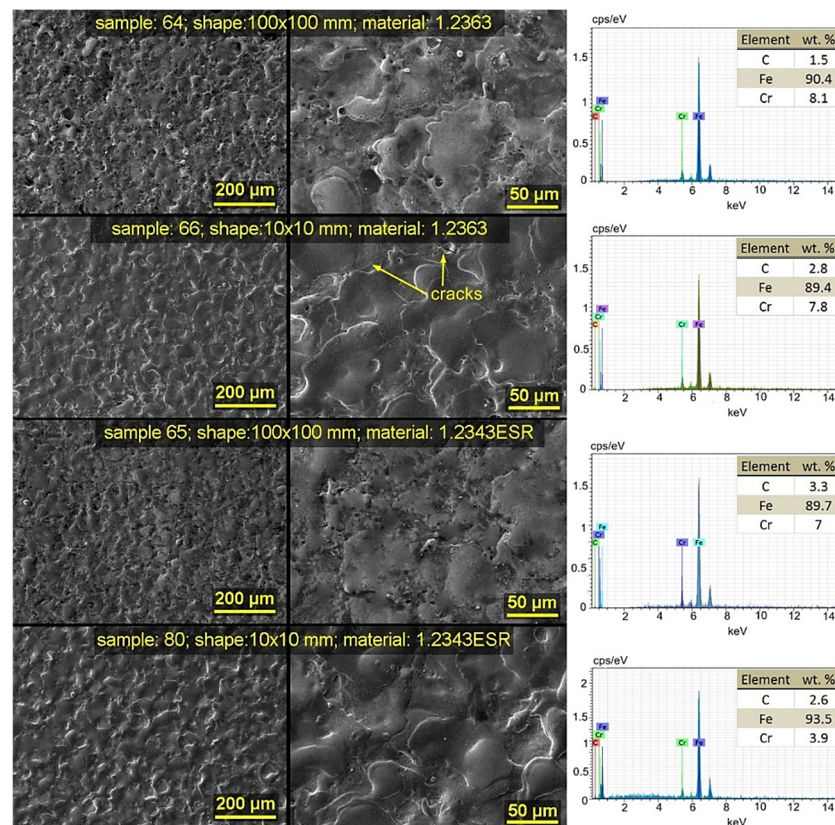 sample: 64; shape:100x100 mm; material: 1.2363
200 µm
50 µm
cps/eV
Element wt. %
C 1.5
Fe 90.4
Cr 8.1
1.5
1
0.5
0
Fe
Cr
C
Cr
Fe
2 4 6 8 10 12 14
keV
sample: 66; shape:10x10 mm; material: 1.2363
cracks
200 µm
50 µm
cps/eV
Element wt. %
C 2.8
Fe 89.4
Cr 7.8
1.5
1
0.5
0
Fe
Cr
C
Cr
Fe
2 4 6 8 10 12 14
keV
sample 65; shape:100x100 mm; material: 1.2343ESR
200 µm
50 µm
cps/eV
Element wt. %
C 3.3
Fe 89.7
Cr 7
1.5
1
0.5
0
Fe
Cr
C
Cr
Fe
2 4 6 8 10 12 14
keV
sample: 80; shape:10x10 mm; material: 1.2343ESR
200 µm
50 µm
cps/eV
Element wt. %
C 2.6
Fe 93.5
Cr 3.9
2
1.5
1
0.5
0
Fe
Cr
C
Cr
Fe
2 4 6 8 10 12 14
keV